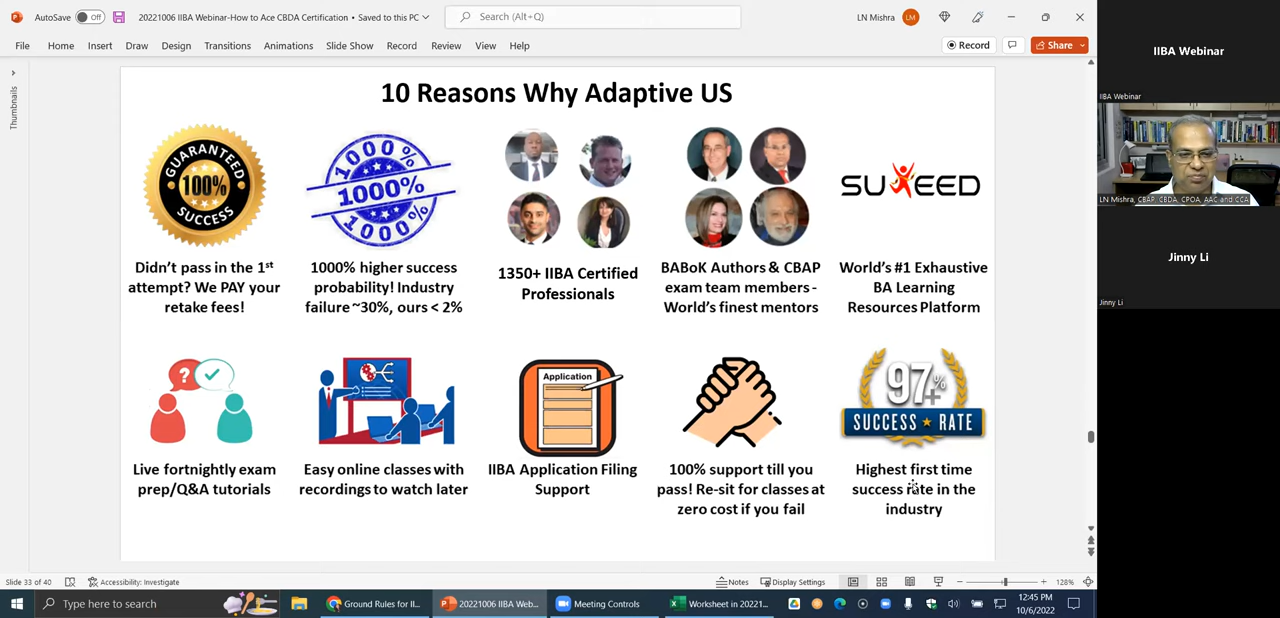 AutoSave
Off
20221006 IIBA Webinar-How to Ace CBDA Certification • Saved to this PC
Search (Alt+Q)
LN Mishra
LM
File
Home
Insert
Draw
Design
Transitions
Animations
Slide Show
Record
Review
View
Help
Record
Share
Thumbnails
10 Reasons Why Adaptive US
GUARANTEED
100%
SUCCESS
Didn't pass in the 1st
attempt? We PAY your
retake fees!
1000%
1000%
1000%
1000% higher success
probability! Industry
failure ~30%, ours < 2%
1350+ IIBA Certified
Professionals
BABoK Authors & CBAP
exam team members -
World's finest mentors
SUXEED
World's #1 Exhaustive
BA Learning
Resources Platform
?
Live fortnightly exam
prep/Q&A tutorials
Easy online classes with
recordings to watch later
Application
IIBA Application Filing
Support
100% support till you
pass! Re-sit for classes at
zero cost if you fail
97%+
SUCCESS ★ RATE
Highest first time
success rate in the
industry
IIBA Webinar
IIBA Webinar
LN Mishra, CBAP, CBDA, CPOA, AAC and CCA
Jinny Li
Jinny Li
Slide 33 of 40
Accessibility: Investigate
Notes
Display Settings
128%
Type here to search
Ground Rules for II...
20221006 IIBA Web...
Meeting Controls
Worksheet in 20221...
12:45 PM
10/6/2022